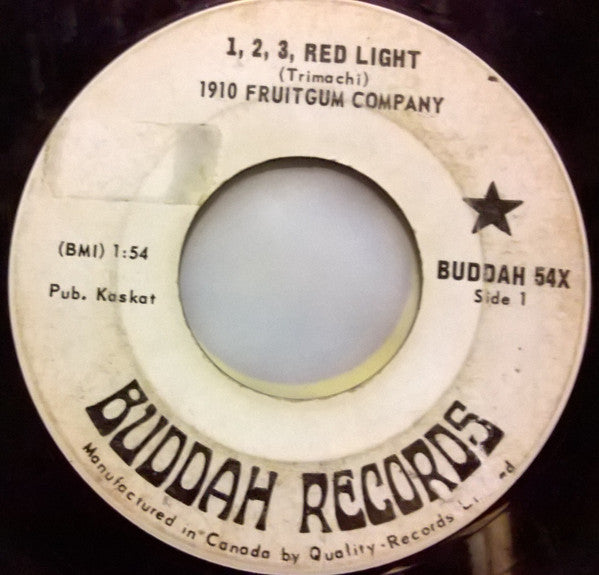 1, 2, 3, RED LIGHT
(Trimachi)
1910 FRUITGUM COMPANY
(BMI) 1:54
Pub. Kaskat
BUDDAH 54X
Side 1
BUDDAH RECORDS
Manufactured in Canada by Quality-Records